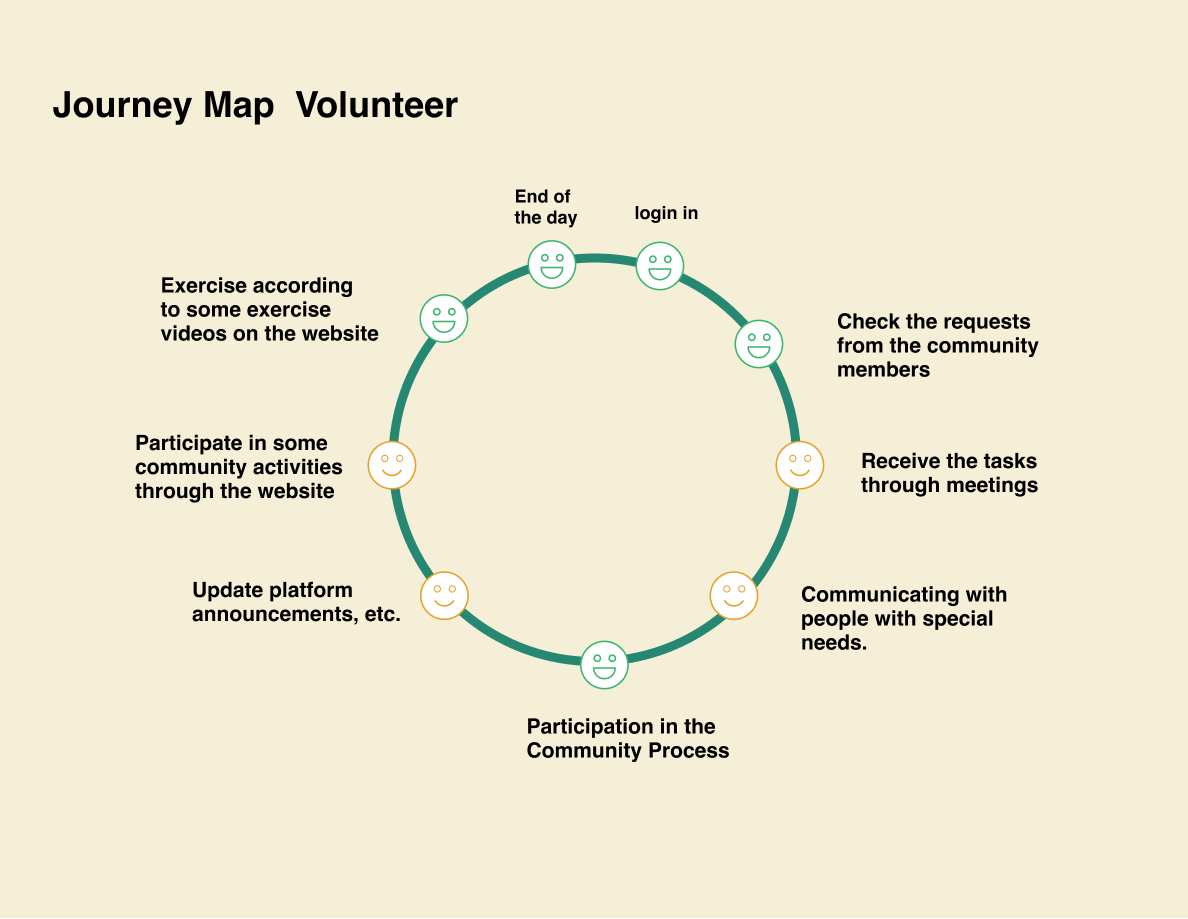 Journey Map  Volunteer
End of
the day
login in
Check the requests
from the community
members
Receive the tasks
through meetings
Communicating with
people with special
needs.
Participation in the
Community Process
Update platform
announcements, etc.
Participate in some
community activities
through the website
Exercise according
to some exercise
videos on the website